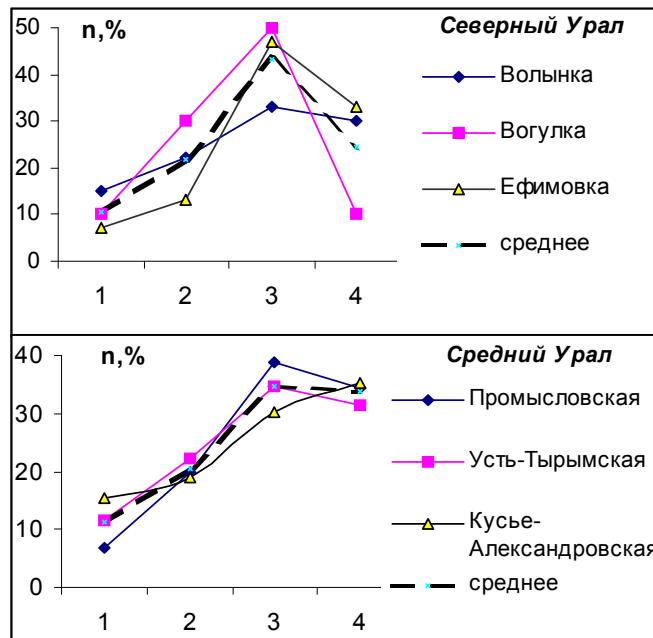 n,%
50
40
30
20
10
0
1 2 3 4
Северный Урал
Волынка
Вогулка
Ефимовка
среднее
n,%
40
30
20
10
0
1 2 3 4
Средний Урал
Промысловская
Усть-Тырымская
Кусье-
Александровская
среднее